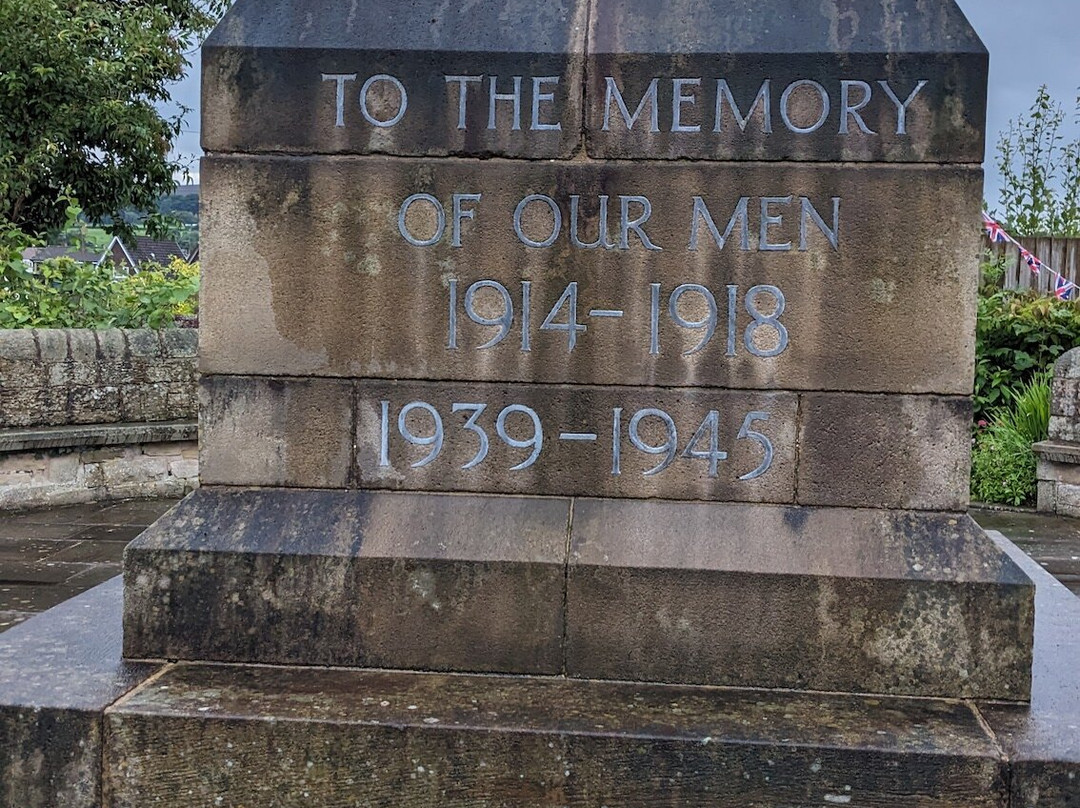 TO THE MEMORY
OF OUR MEN
1914-1918
1939-1945